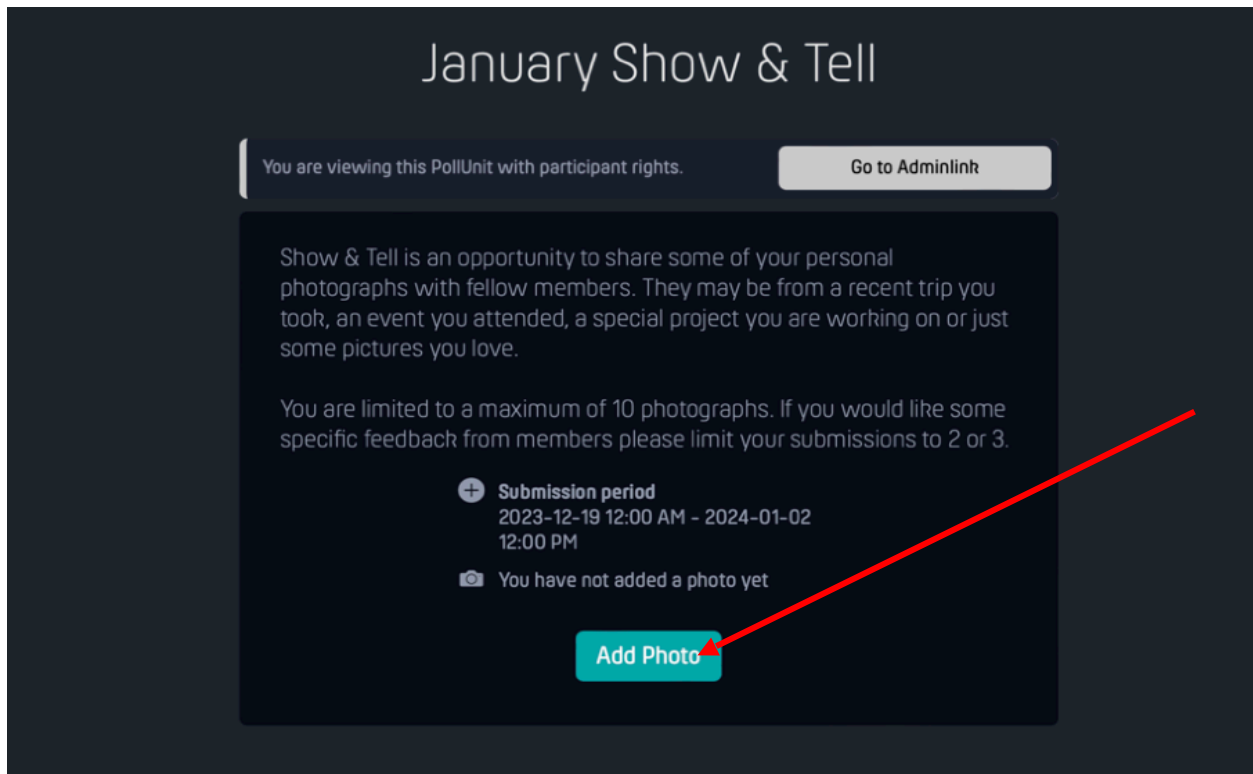 January Show & Tell
You are viewing this PollUnit with participant rights.
Go to Adminlink
Show & Tell is an opportunity to share some of your personal
photographs with fellow members. They may be from a recent trip you
took, an event you attended, a special project you are working on or just
some pictures you love.
You are limited to a maximum of 10 photographs. If you would like some
specific feedback from members please limit your submissions to 2 or 3.
Submission period
2023-12-19 12:00 AM - 2024-01-02
12:00 PM
You have not added a photo yet
Add Photo